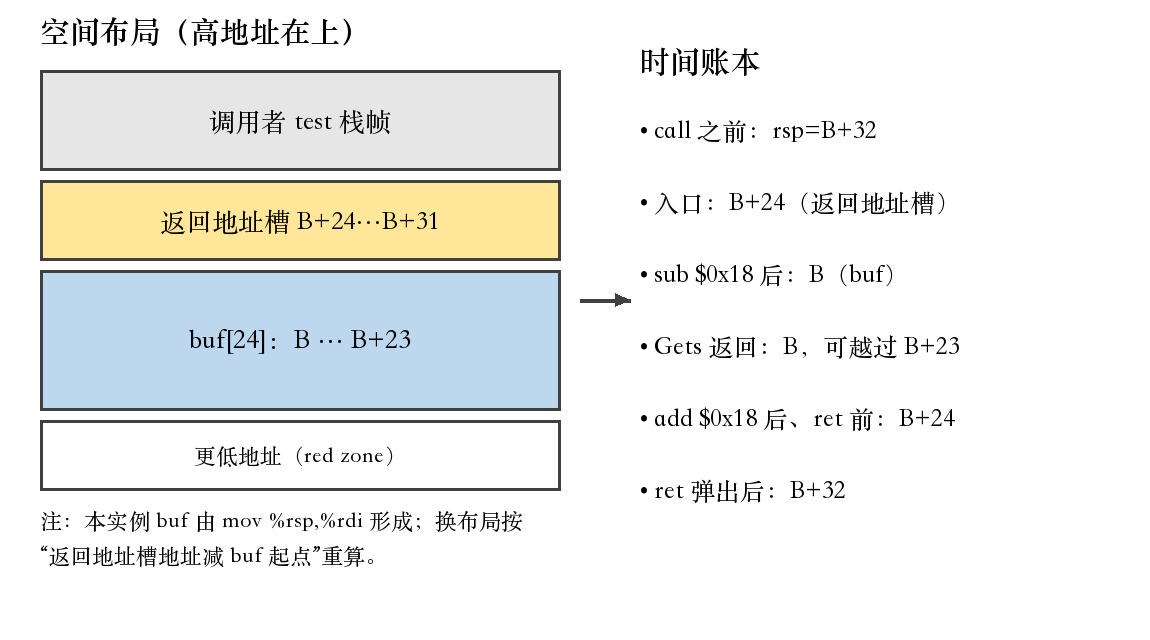 空间布局（高地址在上）
调用者 test 栈帧
返回地址槽 B+24⋯B+31
buf[24]：B ⋯ B+23
更低地址（red zone）
注：本实例 buf 由 mov %rsp,%rdi 形成；换布局按
“返回地址槽地址减 buf 起点”重算。
时间账本
• call 之前：rsp=B+32
• 入口：B+24（返回地址槽）
• sub $0x18 后：B（buf）
• Gets 返回：B，可越过 B+23
• add $0x18 后、ret 前：B+24
• ret 弹出后：B+32